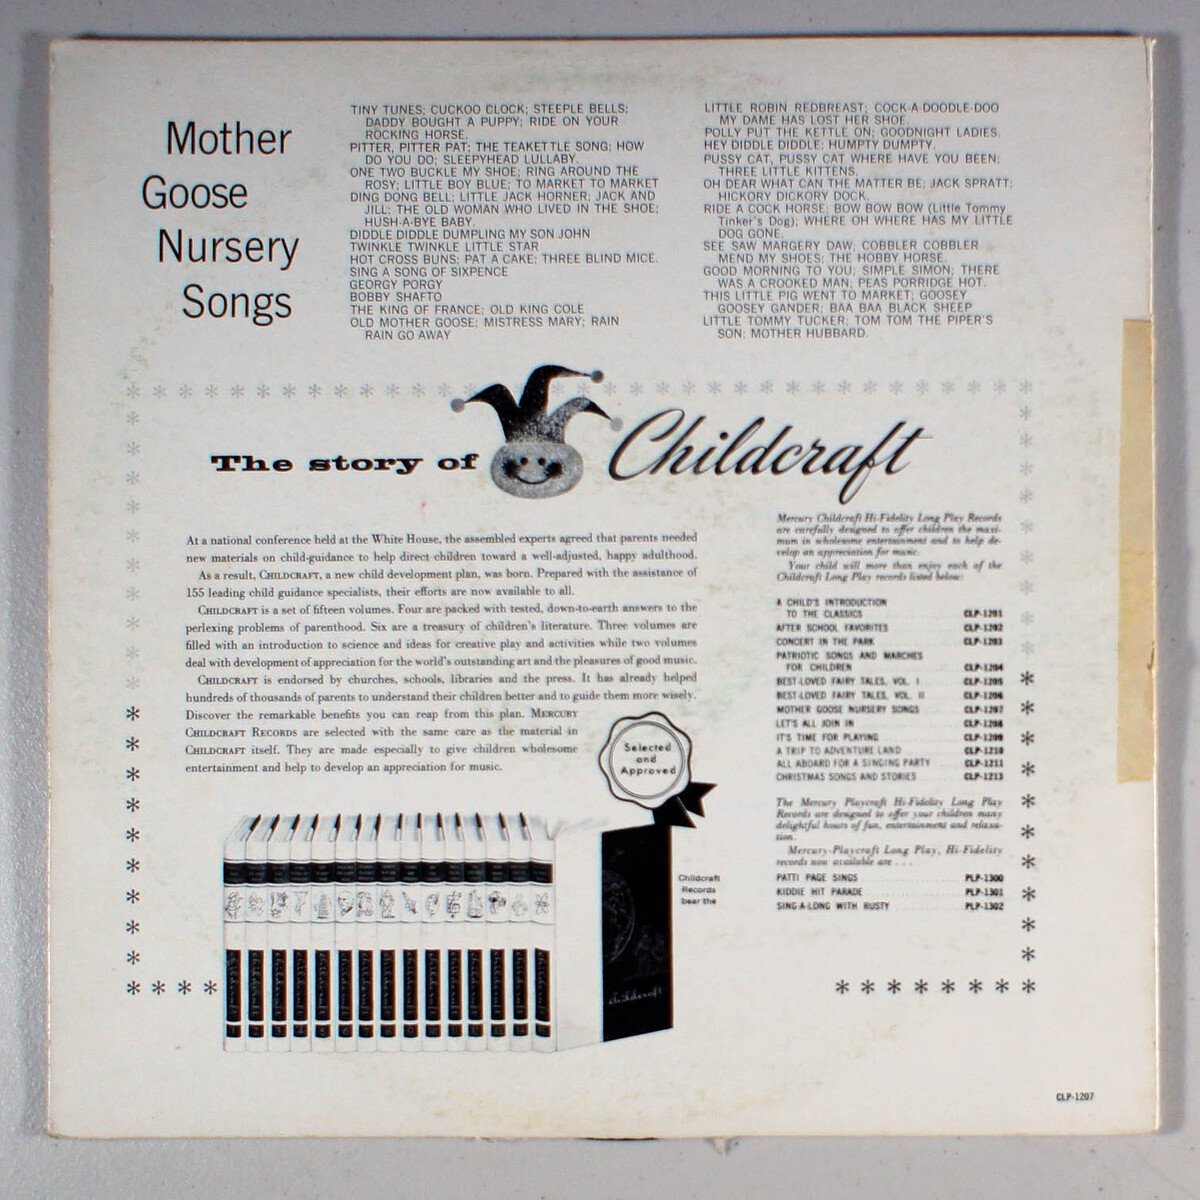 Mother
Goose
Nursery
Songs
TINY TUNES; CUCKOO CLOCK; STEEPLE BELLS;
DADDY BOUGHT A PUPPY; RIDE ON YOUR
ROCKING HORSE.
PITTER, PITTER PAT; THE TEAKETTLE SONG; HOW
DO YOU DO; SLEEPYHEAD LULLABY.
ONE TWO BUCKLE MY SHOE; RING AROUND THE
ROSY; LITTLE BOY BLUE; TO MARKET TO MARKET
DING DONG BELL; LITTLE JACK HORNER; JACK AND
JILL; THE OLD WOMAN WHO LIVED IN THE SHOE;
HUSH-A-BYE BABY.
DIDDLE DIDDLE DUMPLING MY SON JOHN
TWINKLE TWINKLE LITTLE STAR
HOT CROSS BUNS; PAT A CAKE; THREE BLIND MICE.
SING A SONG OF SIXPENCE
GEORGY PORGY
BOBBY SHAFTO
THE KING OF FRANCE; OLD KING COLE
OLD MOTHER GOOSE; MISTRESS MARY; RAIN
RAIN GO AWAY
LITTLE ROBIN REDBREAST; COCK-A-DOODLE-DOO
MY DAME HAS LOST HER SHOE.
POLLY PUT THE KETTLE ON; GOODNIGHT LADIES.
HEY DIDDLE DIDDLE; HUMPTY DUMPTY.
PUSSY CAT, PUSSY CAT WHERE HAVE YOU BEEN;
THREE LITTLE KITTENS.
OH DEAR WHAT CAN THE MATTER BE; JACK SPRATT;
HICKORY DICKORY DOCK.
RIDE A COCK HORSE; BOW BOW BOW (Little Tommy
Tinker's Dog); WHERE OH WHERE HAS MY LITTLE
DOG GONE.
SEE SAW MARGERY DAW; COBBLER COBBLER
MEND MY SHOES; THE HOBBY HORSE.
GOOD MORNING TO YOU; SIMPLE SIMON; THERE
WAS A CROOKED MAN; PEAS PORRIDGE HOT.
THIS LITTLE PIG WENT TO MARKET; GOOSEY
GOOSEY GANDER; BAA BAA BLACK SHEEP
LITTLE TOMMY TUCKER; TOM TOM THE PIPER'S
SON; MOTHER HUBBARD.
The story of Childcraft
At a national conference held at the White House, the assembled experts agreed that parents needed
new materials on child-guidance to help direct children toward a well-adjusted, happy adulthood.
As a result, CHILDCRAFT, a new child development plan, was born. Prepared with the assistance of
155 leading child guidance specialists, their efforts are now available to all.
CHILDCRAFT is a set of fifteen volumes. Four are packed with tested, down-to-earth answers to the
perlexing problems of parenthood. Six are a treasury of children's literature. Three volumes are
filled with an introduction to science and ideas for creative play and activities while two volumes
deal with development of appreciation for the world's outstanding art and the pleasures of good music.
CHILDCRAFT is endorsed by churches, schools, libraries and the press. It has already helped
hundreds of thousands of parents to understand their children better and to guide them more wisely.
Discover the remarkable benefits you can reap from this plan. MERCURY
CHILDCRAFT RECORDS are selected with the same care as the material in
CHILDCRAFT itself. They are made especially to give children wholesome
entertainment and help to develop an appreciation for music.
Selected
and
Approved
Childcraft
Records
bear the
childcraft
Mercury Childcraft Hi-Fidelity Long Play Records
are carefully designed to offer children the maxi-
mum in wholesome entertainment and to help de-
velop an appreciation for music.
Your child will more than enjoy each of the
Childcraft Long Play records listed below:
A CHILD'S INTRODUCTION
TO THE CLASSICS CLP-1201
AFTER SCHOOL FAVORITES CLP-1202
CONCERT IN THE PARK CLP-1203
PATRIOTIC SONGS AND MARCHES
FOR CHILDREN CLP-1204
BEST-LOVED FAIRY TALES, VOL. I CLP-1205
BEST-LOVED FAIRY TALES, VOL. II CLP-1206
MOTHER GOOSE NURSERY SONGS CLP-1207
LET'S ALL JOIN IN CLP-1208
IT'S TIME FOR PLAYING CLP-1209
A TRIP TO ADVENTURE LAND CLP-1210
ALL ABOARD FOR A SINGING PARTY CLP-1211
CHRISTMAS SONGS AND STORIES CLP-1213
The Mercury Playcraft Hi-Fidelity Long Play
Records are designed to offer your children many
delightful hours of fun, entertainment and relaxa-
tion.
Mercury-Playcraft Long Play, Hi-Fidelity
records now available are . . .
PATTI PAGE SINGS PLP-1300
KIDDIE HIT PARADE PLP-1301
SING-A-LONG WITH RUSTY PLP-1302
CLP-1207